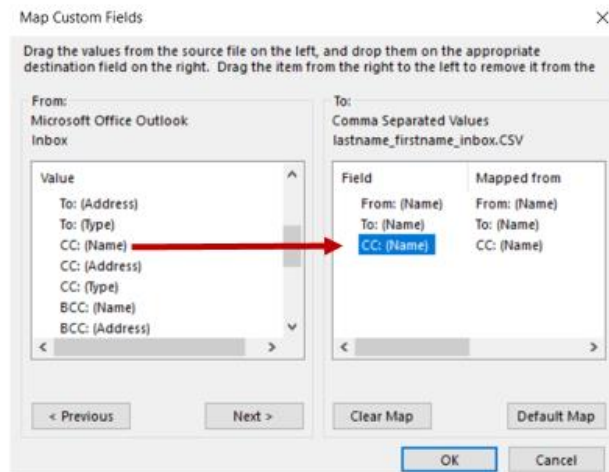 Map Custom Fields
Drag the values from the source file on the left, and drop them on the appropriate
destination field on the right. Drag the item from the right to the left to remove it from the
From:
Microsoft Office Outlook
Inbox
Value
To: (Address)
To: (Type)
CC: (Name)
CC: (Address)
CC: (Type)
BCC: (Name)
BCC: (Address)
< Previous
Next >
To:
Comma Separated Values
lastname_firstname_inbox.CSV
Field Mapped from
From: (Name) From: (Name)
To: (Name) To: (Name)
CC: (Name) CC: (Name)
Clear Map
Default Map
OK
Cancel